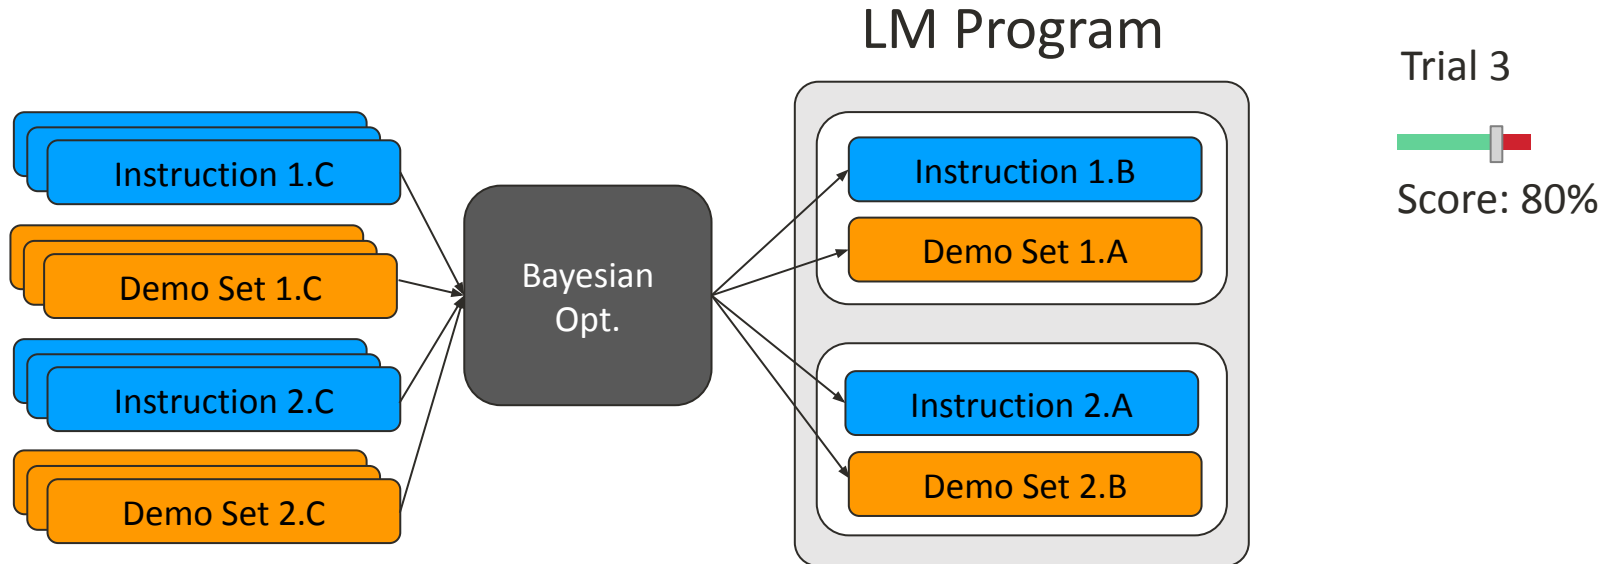 LM Program
Trial 3
Score: 80%
Instruction 1.C
Demo Set 1.C
Instruction 2.C
Demo Set 2.C
Bayesian
Opt.
Instruction 1.B
Demo Set 1.A
Instruction 2.A
Demo Set 2.B